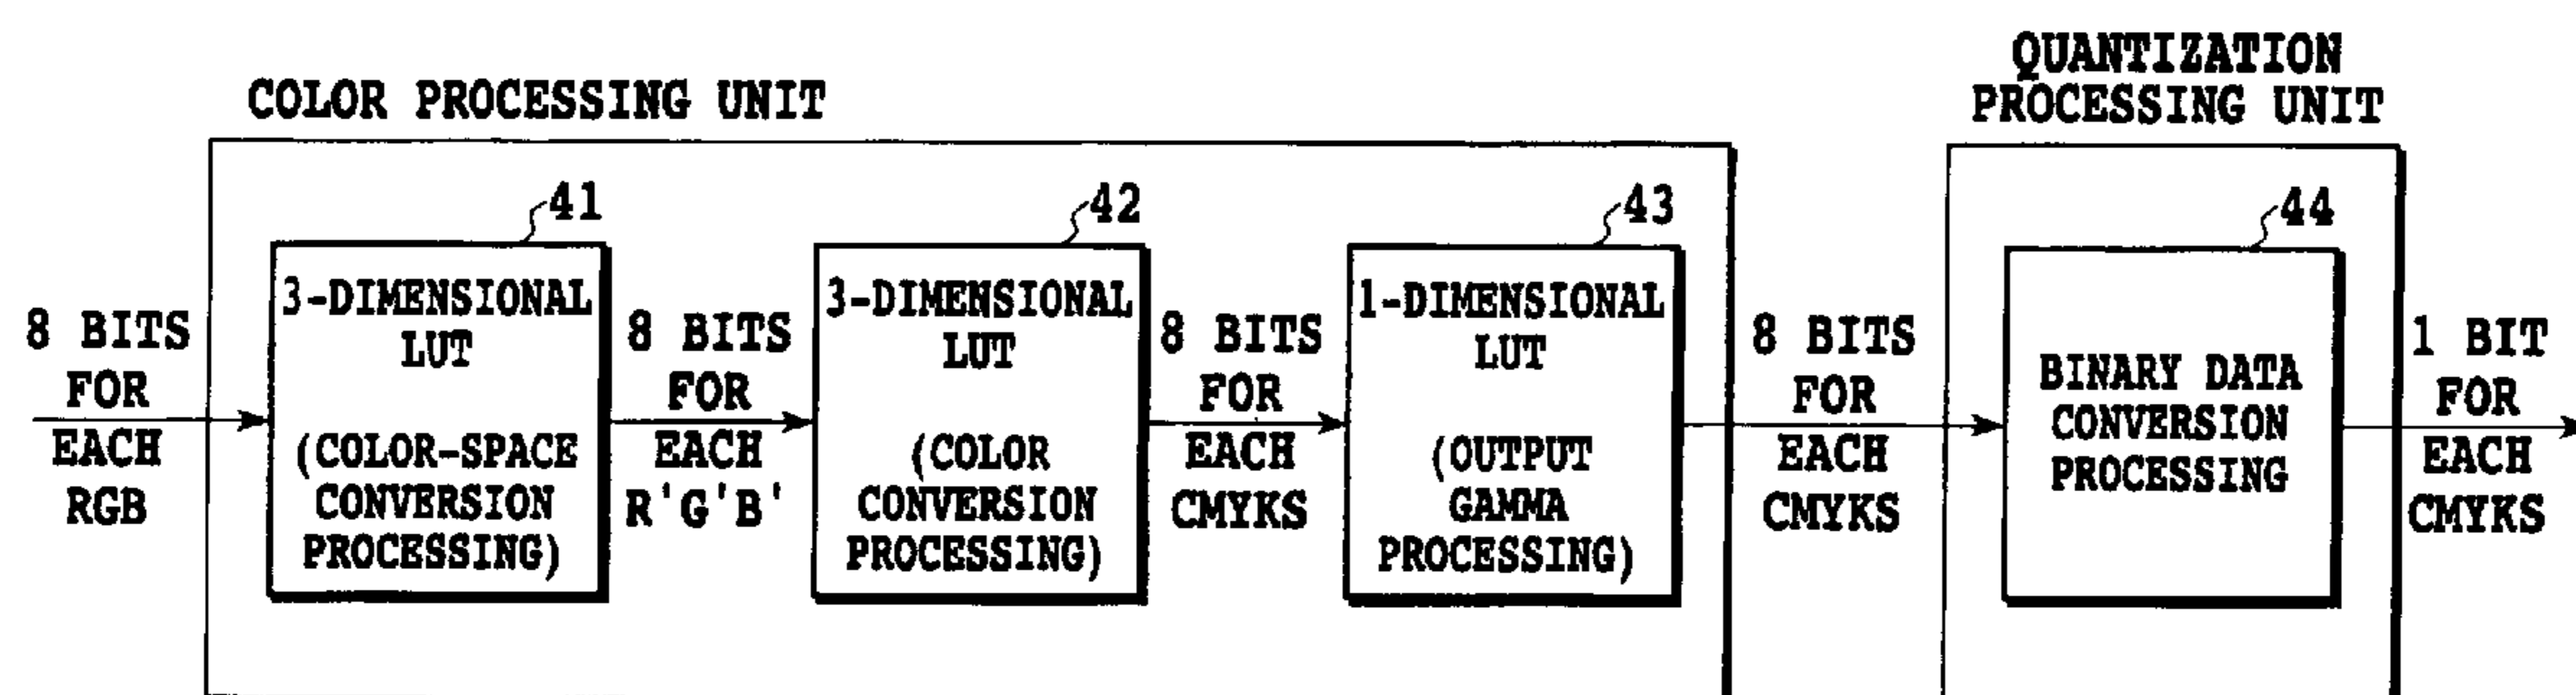 COLOR PROCESSING UNIT
QUANTIZATION
PROCESSING UNIT
8 BITS
FOR
EACH
RGB
41
3-DIMENSIONAL
LUT
(COLOR-SPACE
CONVERSION
PROCESSING)
8 BITS
FOR
EACH
R'G'B'
42
3-DIMENSIONAL
LUT
(COLOR
CONVERSION
PROCESSING)
8 BITS
FOR
EACH
CMYKS
43
1-DIMENSIONAL
LUT
(OUTPUT
GAMMA
PROCESSING)
8 BITS
FOR
EACH
CMYKS
44
BINARY DATA
CONVERSION
PROCESSING
1 BIT
FOR
EACH
CMYKS